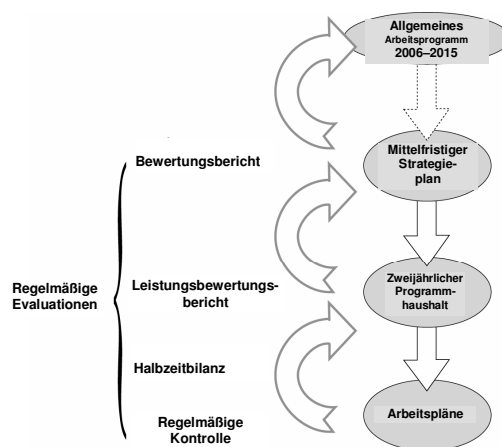 Allgemeines
Arbeitsprogramm
2006–2015
Mittelfristiger
Strategie-
plan
Bewertungsbericht
Zweijährlicher
Programm-
haushalt
Regelmäßige
Evaluationen
Leistungsbewertungs-
bericht
Halbzeitbilanz
Arbeitspläne
Regelmäßige
Kontrolle